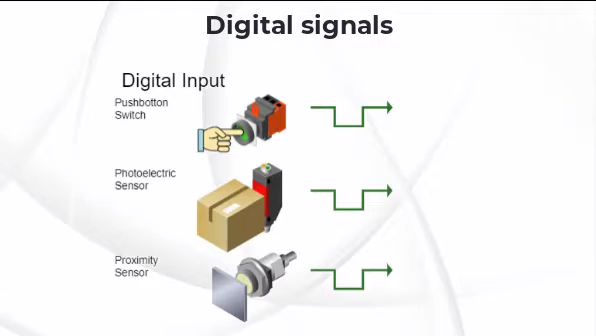 Digital signals
Digital Input
Pushbotton
Switch
Photoelectric
Sensor
Proximity
Sensor